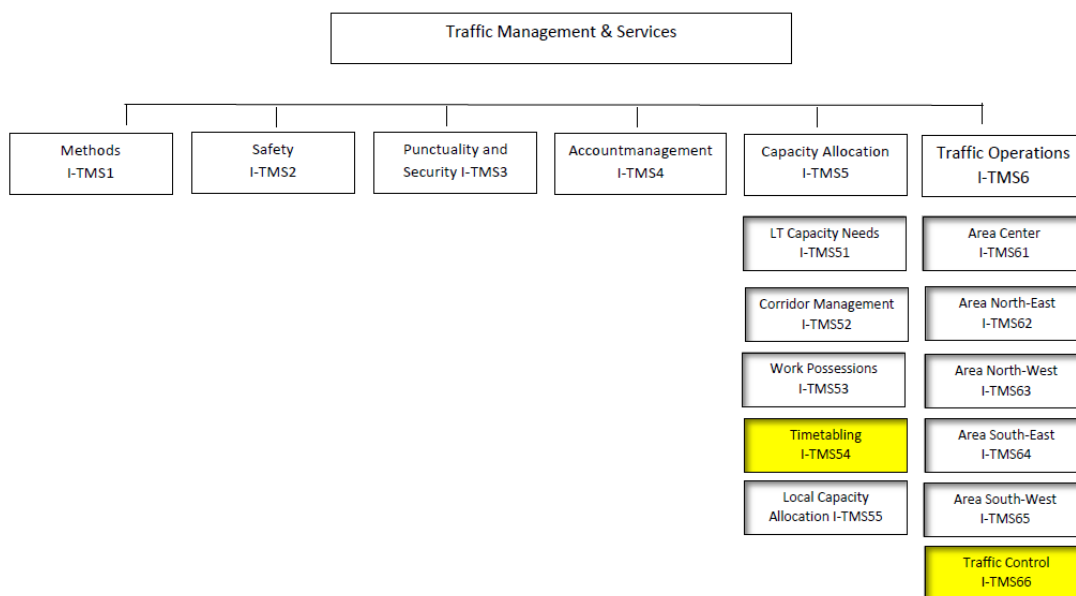 Traffic Management & Services
Methods
I-TMS1
Safety
I-TMS2
Punctuality and
Security I-TMS3
Accountmanagement
I-TMS4
Capacity Allocation
I-TMS5
Traffic Operations
I-TMS6
LT Capacity Needs
I-TMS51
Corridor Management
I-TMS52
Work Possessions
I-TMS53
Timetabling
I-TMS54
Local Capacity
Allocation I-TMS55
Area Center
I-TMS61
Area North-East
I-TMS62
Area North-West
I-TMS63
Area South-East
I-TMS64
Area South-West
I-TMS65
Traffic Control
I-TMS66